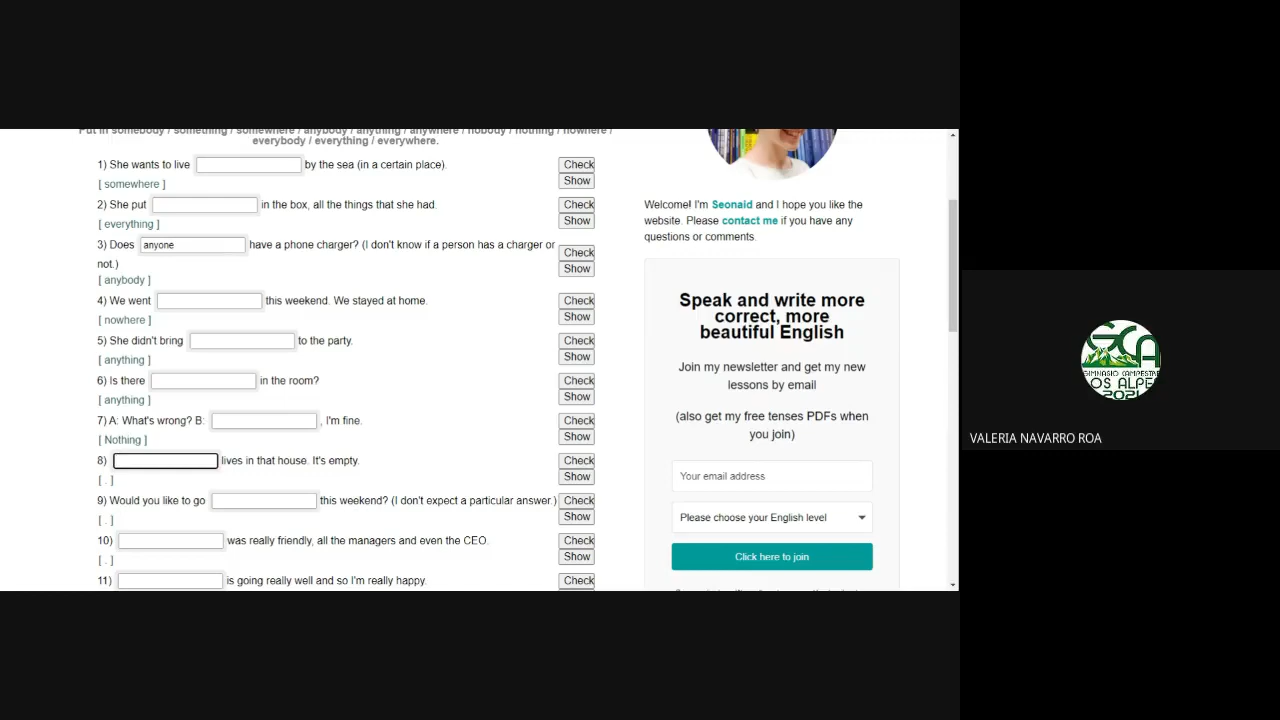 Put in somebody / something / somewhere / anybody / anything / anywhere / nobody / nothing / nowhere /
everybody / everything / everywhere.
1) She wants to live by the sea (in a certain place). Check
[ somewhere ] Show
2) She put in the box, all the things that she had. Check
[ everything ] Show
3) Does anyone have a phone charger? (I don't know if a person has a charger or
not.) Check
[ anybody ] Show
4) We went this weekend. We stayed at home. Check
[ nowhere ] Show
5) She didn't bring to the party. Check
[ anything ] Show
6) Is there in the room? Check
[ anything ] Show
7) A: What's wrong? B: , I'm fine. Check
[ Nothing ] Show
8) lives in that house. It's empty. Check
[ . ] Show
9) Would you like to go this weekend? (I don't expect a particular answer.) Check
[ . ] Show
10) was really friendly, all the managers and even the CEO. Check
[ . ] Show
11) is going really well and so I'm really happy. Check
Welcome! I'm Seonaid and I hope you like the
website. Please contact me if you have any
questions or comments.
Speak and write more
correct, more
beautiful English
Join my newsletter and get my new
lessons by email
(also get my free tenses PDFs when
you join)
Your email address
Please choose your English level
Click here to join
GCA
GIMNASIO CAMPESTRE
OS ALPE
2021
VALERIA NAVARRO ROA